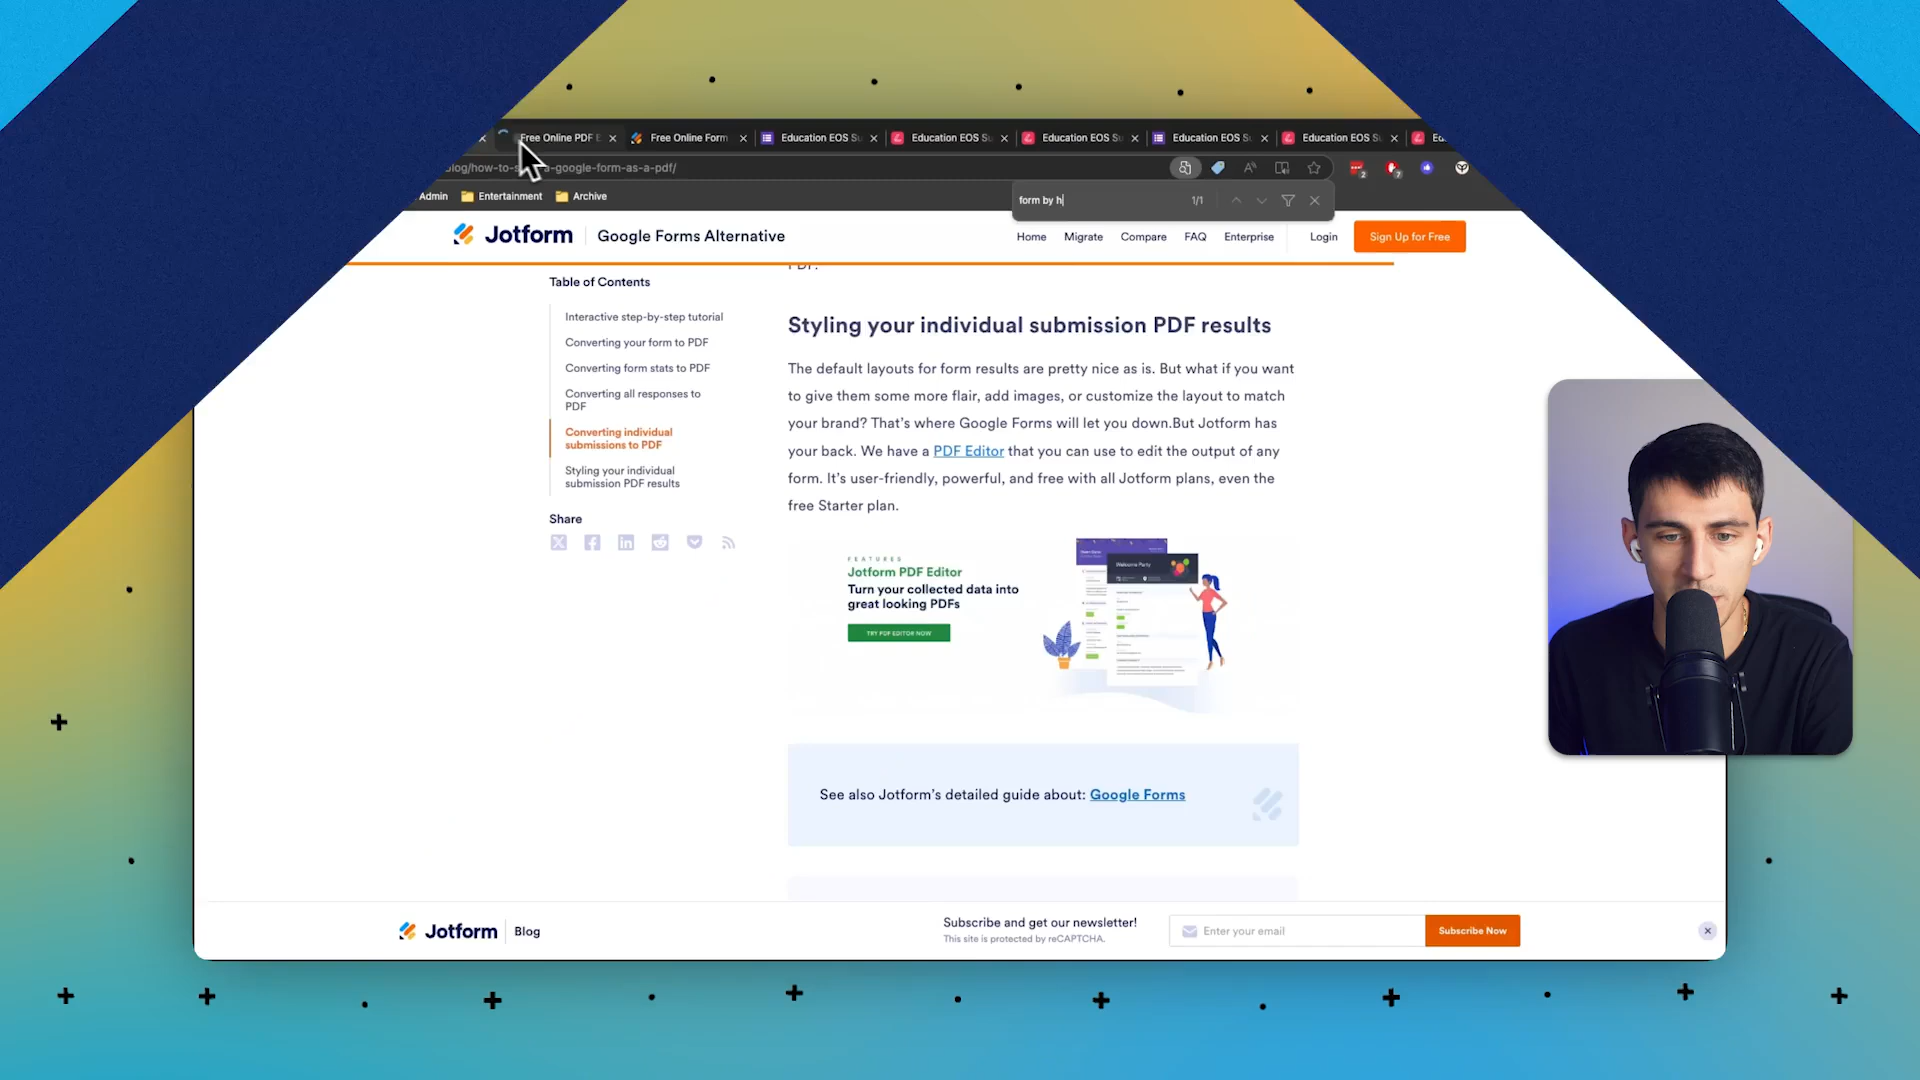 Free Online PDF E
Free Online Form
Education EOS Su
Education EOS Su
Education EOS Su
Education EOS Su
Education EOS Su
log/how-to-s
a-google-form-as-a-pdf/
Admin
Entertainment
Archive
form by h
1/1
Jotform
Google Forms Alternative
Home
Migrate
Compare
FAQ
Enterprise
Login
Sign Up for Free
PDF.
Table of Contents
Interactive step-by-step tutorial
Converting your form to PDF
Converting form stats to PDF
Converting all responses to
PDF
Converting individual
submissions to PDF
Styling your individual
submission PDF results
Share
Styling your individual submission PDF results
The default layouts for form results are pretty nice as is. But what if you want
to give them some more flair, add images, or customize the layout to match
your brand? That’s where Google Forms will let you down.But Jotform has
your back. We have a PDF Editor that you can use to edit the output of any
form. It’s user-friendly, powerful, and free with all Jotform plans, even the
free Starter plan.
FEATURES
Jotform PDF Editor
Turn your collected data into
great looking PDFs
TRY PDF EDITOR NOW
Welcome Party
See also Jotform’s detailed guide about: Google Forms
Jotform
Blog
Subscribe and get our newsletter!
This site is protected by reCAPTCHA.
Enter your email
Subscribe Now